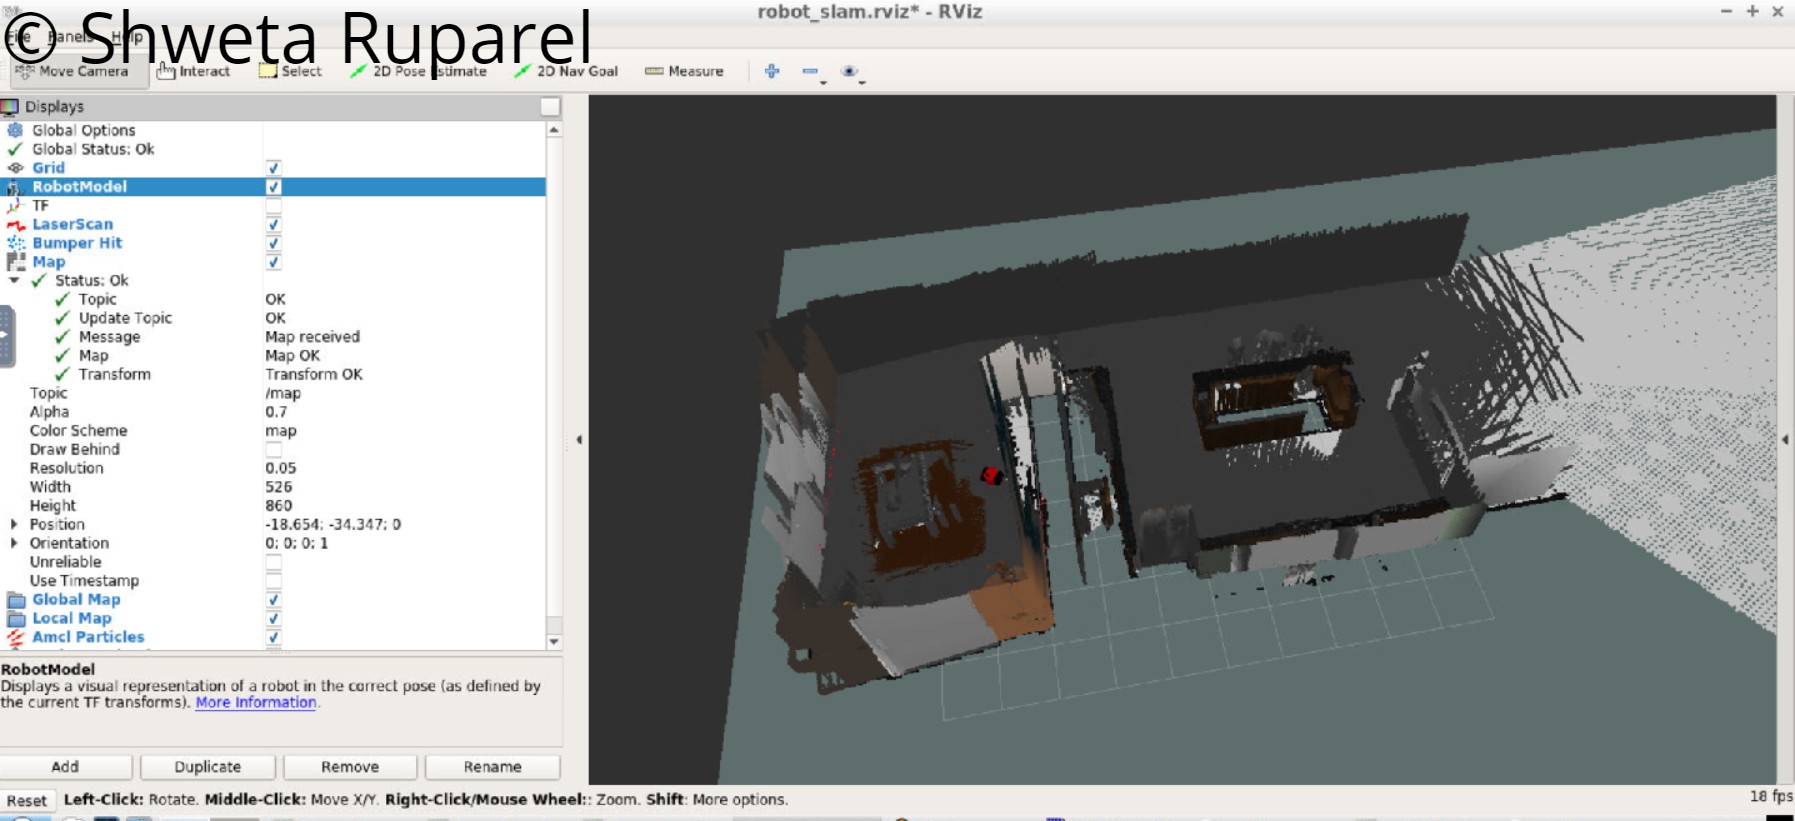 robot_slam.rviz* - RViz
© Shweta Ruparel
File Panels Help
Move Camera Interact Select 2D Pose Estimate 2D Nav Goal Measure
Displays
Global Options
Global Status: Ok
Grid
RobotModel
TF
LaserScan
Bumper Hit
Map
Status: Ok
Topic OK
Update Topic OK
Message Map received
Map Map OK
Transform Transform OK
Topic /map
Alpha 0.7
Color Scheme map
Draw Behind
Resolution 0.05
Width 526
Height 860
Position -18.654; -34.347; 0
Orientation 0; 0; 0; 1
Unreliable
Use Timestamp
Global Map
Local Map
Amcl Particles
RobotModel
Displays a visual representation of a robot in the correct pose (as defined by
the current TF transforms). More Information.
Add Duplicate Remove Rename
Reset Left-Click: Rotate. Middle-Click: Move X/Y. Right-Click/Mouse Wheel:: Zoom. Shift: More options. 18 fps